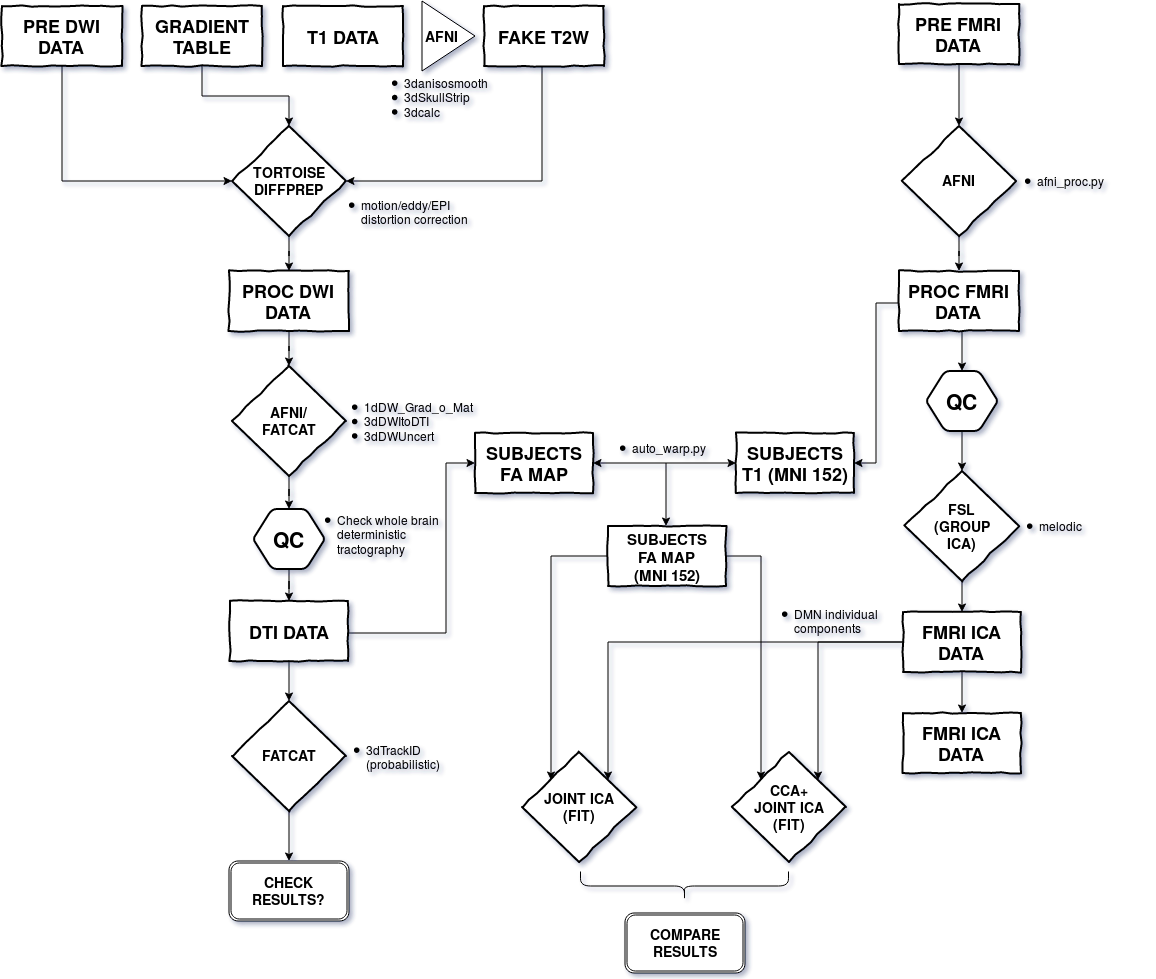 PRE DWI
DATA
GRADIENT
TABLE
T1 DATA
AFNI
FAKE T2W
PRE FMRI
DATA
3danisosmooth
3dSkullStrip
3dcalc
TORTOISE
DIFFPREP
motion/eddy/EPI
distortion correction
AFNI
afni_proc.py
PROC DWI
DATA
PROC FMRI
DATA
AFNI/
FATCAT
1dDW_Grad_o_Mat
3dDWItoDTI
3dDWUncert
QC
SUBJECTS
FA MAP
auto_warp.py
SUBJECTS
T1 (MNI 152)
QC
Check whole brain
deterministic
tractography
SUBJECTS
FA MAP
(MNI 152)
FSL
(GROUP
ICA)
melodic
DTI DATA
DMN individual
components
FMRI ICA
DATA
FATCAT
3dTrackID
(probabilistic)
FMRI ICA
DATA
JOINT ICA
(FIT)
CCA+
JOINT ICA
(FIT)
CHECK
RESULTS?
COMPARE
RESULTS